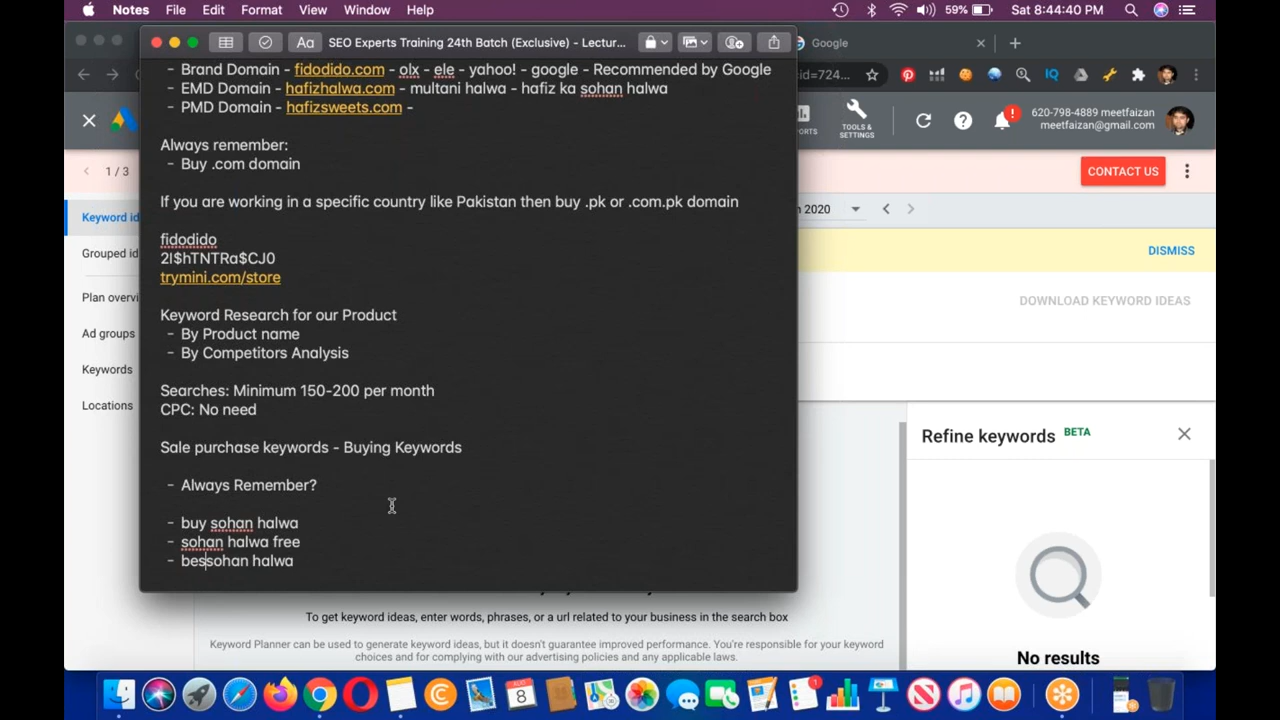 Notes File Edit Format View Window Help 59% Sat 8:44:40 PM
Aa SEO Experts Training 24th Batch (Exclusive) - Lectur...
Google
- Brand Domain - fidodido.com - olx - ele - yahoo! - google - Recommended by Google
- EMD Domain - hafizhalwa.com - multani halwa - hafiz ka sohan halwa
- PMD Domain - hafizsweets.com -
Always remember:
- Buy .com domain
If you are working in a specific country like Pakistan then buy .pk or .com.pk domain
fidodido
2I$hTNTRa$CJ0
trymini.com/store
Keyword Research for our Product
- By Product name
- By Competitors Analysis
Searches: Minimum 150-200 per month
CPC: No need
Sale purchase keywords - Buying Keywords
- Always Remember?
- buy sohan halwa
- sohan halwa free
- bessohan halwa
id=724...
IQ
TOOLS &
SETTINGS
620-798-4889 meetfaizan
meetfaizan@gmail.com
1 / 3
CONTACT US
2020
DISMISS
DOWNLOAD KEYWORD IDEAS
Keyword id
Grouped id
Plan overvi
Ad groups
Keywords
Locations
Refine keywords BETA
No results
To get keyword ideas, enter words, phrases, or a url related to your business in the search box
Keyword Planner can be used to generate keyword ideas, but it doesn't guarantee improved performance. You're responsible for your keyword
choices and for complying with our advertising policies and any applicable laws.
8
1